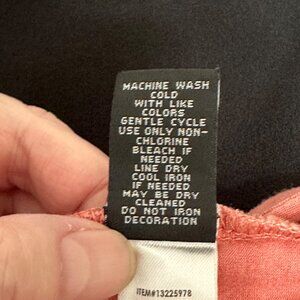 MACHINE WASH
COLD
WITH LIKE
COLORS
GENTLE CYCLE
USE ONLY NON-
CHLORINE
BLEACH IF
NEEDED
LINE DRY
COOL IRON
IF NEEDED
MAY BE DRY
CLEANED
DO NOT IRON
DECORATION
ITEM#13225978